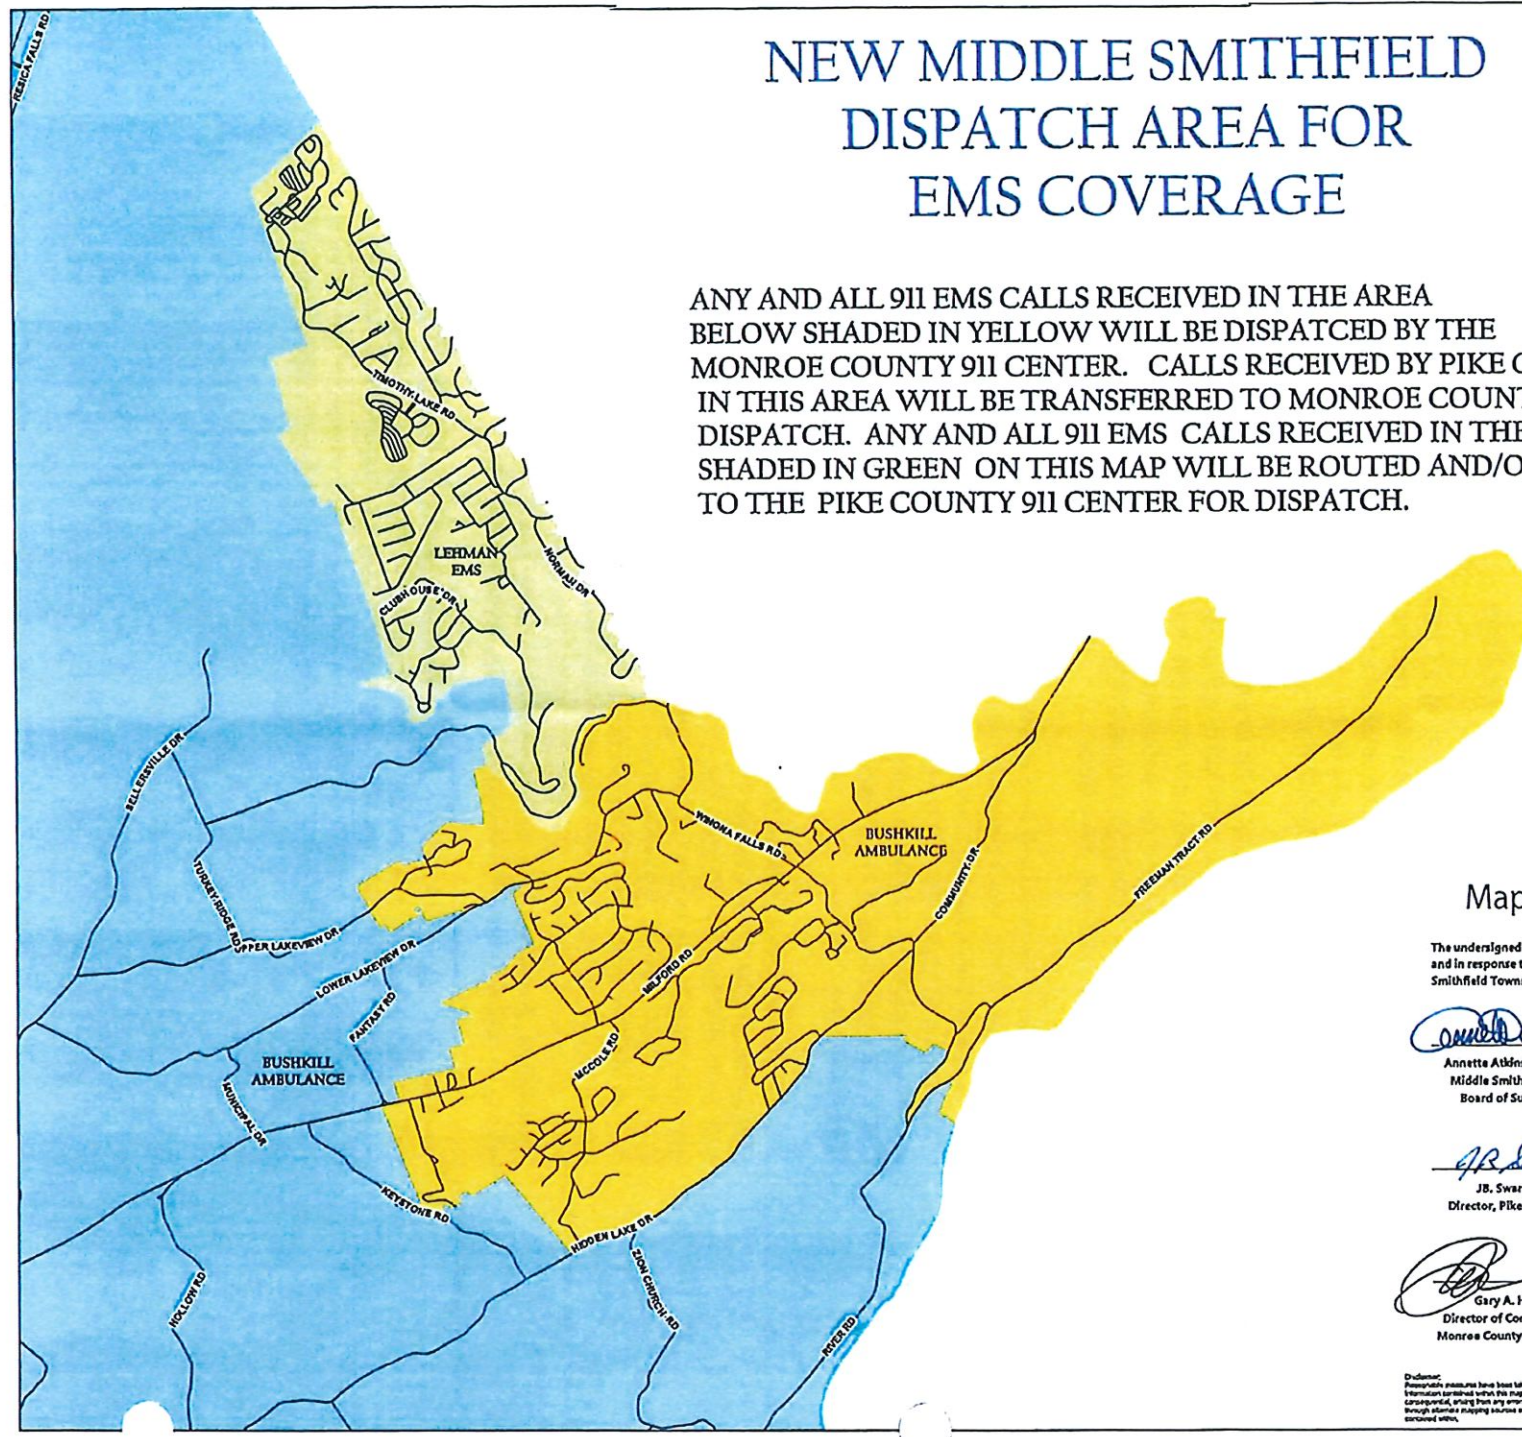 NEW MIDDLE SMITHFIELD
DISPATCH AREA FOR
EMS COVERAGE
ANY AND ALL 911 EMS CALLS RECEIVED IN THE AREA
BELOW SHADED IN YELLOW WILL BE DISPATCED BY THE
MONROE COUNTY 911 CENTER. CALLS RECEIVED BY PIKE
IN THIS AREA WILL BE TRANSFERRED TO MONROE COUNT
DISPATCH. ANY AND ALL 911 EMS CALLS RECEIVED IN THE
SHADED IN GREEN ON THIS MAP WILL BE ROUTED AND/O
TO THE PIKE COUNTY 911 CENTER FOR DISPATCH.
RESICA FALLS RD
TIMOTHY LAKE RD
LEHMAN
EMS
NORMAN DR
CLUBHOUSE DR
SELLERSVILLE DR
TURKEY RIDGE RD
UPPER LAKEVIEW DR
LOWER LAKEVIEW DR
FANTASY RD
WINONA FALLS RD
BUSHKILL
AMBULANCE
COMMUNITY DR
FREEMAN TRACT RD
MILFORD RD
MCCOLE RD
BUSHKILL
AMBULANCE
MUNICIPAL DR
KEYSTONE RD
HIDDEN LAKE DR
ZION CHURCH RD
HOLLOW RD
RIVER RD
Map
The undersigned
and in response t
Smithfield Town
Annette Atkins
Middle Smith
Board of Su
JB. Swar
Director, Pike
Gary A. H
Director of Co
Monroe County
Disclaimer: